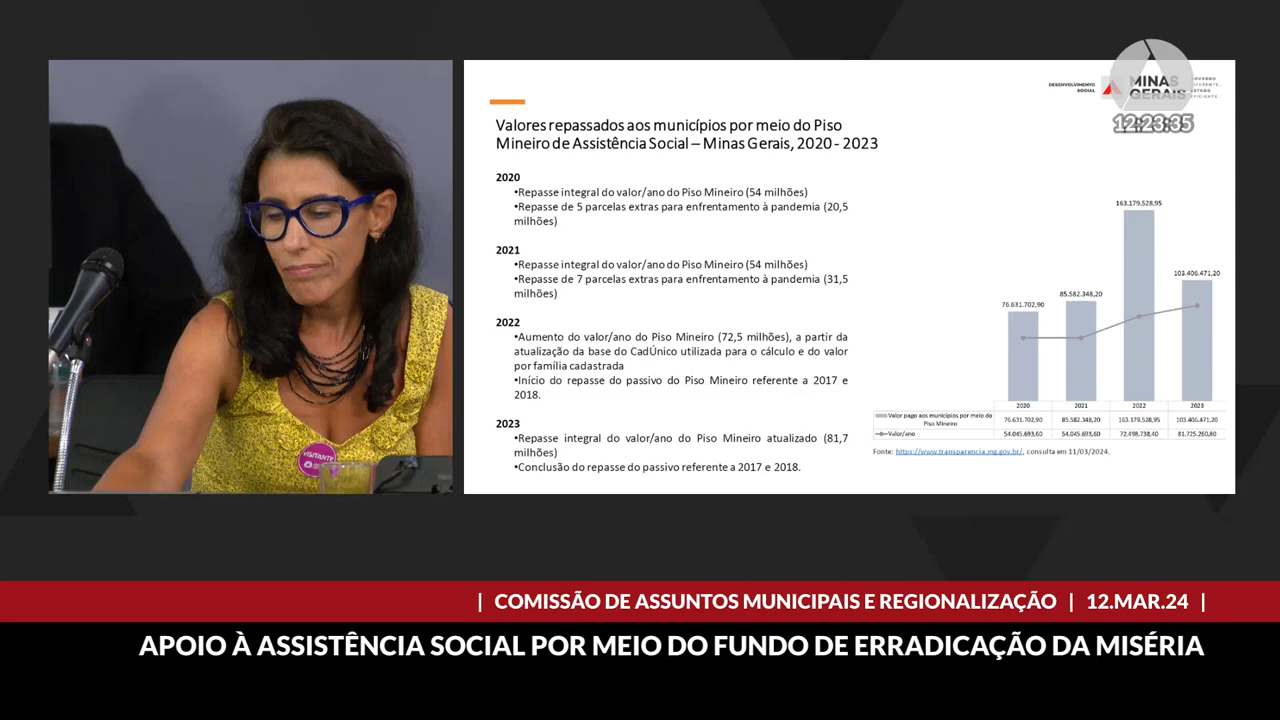 DESENVOLVIMENTO
SOCIAL
MINAS
GERAIS
GOVERNO
DIFERENTE.
ESTADO
EFICIENTE.
12:23:35
Valores repassados aos municípios por meio do Piso
Mineiro de Assistência Social – Minas Gerais, 2020 - 2023
2020
•Repasse integral do valor/ano do Piso Mineiro (54 milhões)
•Repasse de 5 parcelas extras para enfrentamento à pandemia (20,5
milhões)
2021
•Repasse integral do valor/ano do Piso Mineiro (54 milhões)
•Repasse de 7 parcelas extras para enfrentamento à pandemia (31,5
milhões)
2022
•Aumento do valor/ano do Piso Mineiro (72,5 milhões), a partir da
atualização da base do CadÚnico utilizada para o cálculo e do valor
por família cadastrada
•Início do repasse do passivo do Piso Mineiro referente a 2017 e
2018.
2023
•Repasse integral do valor/ano do Piso Mineiro atualizado (81,7
milhões)
•Conclusão do repasse do passivo referente a 2017 e 2018.
163.179.528,95
103.406.471,20
85.582.348,20
76.631.702,90
2020 2021 2022 2023
Valor pago aos municípios por meio do
Piso Mineiro
76.631.702,90 85.582.348,20 163.179.528,95 103.406.471,20
Valor/ano 54.045.693,60 54.045.693,60 72.498.738,40 81.725.260,80
Fonte: https://www.transparencia.mg.gov.br/, consulta em 11/03/2024.
VISITANTE
| COMISSÃO DE ASSUNTOS MUNICIPAIS E REGIONALIZAÇÃO | 12.MAR.24 |
APOIO À ASSISTÊNCIA SOCIAL POR MEIO DO FUNDO DE ERRADICAÇÃO DA MISÉRIA